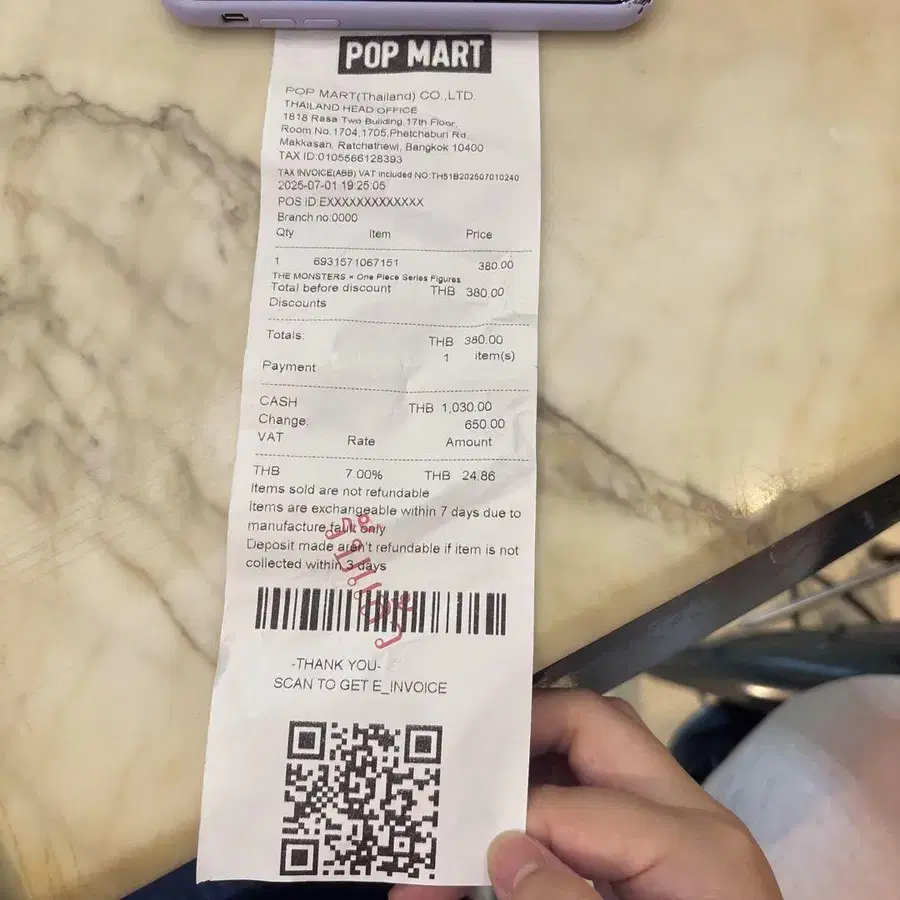 POP MART
POP MART(Thailand) CO.,LTD.
THAILAND HEAD OFFICE
1818 Rasa Two Building,17th Floor,
Room No.1704,1705,Phetchaburi Rd.
Makkasan, Ratchathewi, Bangkok 10400
TAX ID:0105566128393
TAX INVOICE(ABB) VAT Included NO:TH51B202507010240
2025-07-01 19:25:05
POS ID:EXXXXXXXXXXXXX
Branch no:0000
Qty Item Price
1 6931571067151 380.00
THE MONSTERS × One Piece Series Figures
Total before discount THB 380.00
Discounts
Totals: THB 380.00
1 item(s)
Payment
CASH THB 1,030.00
Change: 650.00
VAT Rate Amount
THB 7.00% THB 24.86
Items sold are not refundable
Items are exchangeable within 7 days due to
manufacture fault only
Deposit made aren't refundable if item is not
collected within 3 days
-THANK YOU-
SCAN TO GET E_INVOICE